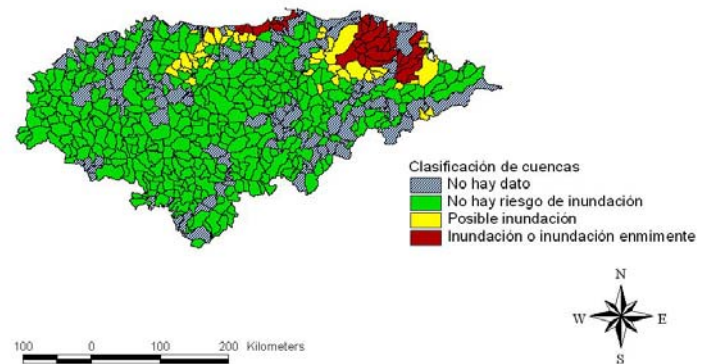 Clasificación de cuencas
No hay dato
No hay riesgo de inundación
Posible inundación
Inundación o inundación enmimente
N
W E
S
100 0 100 200 Kilometers